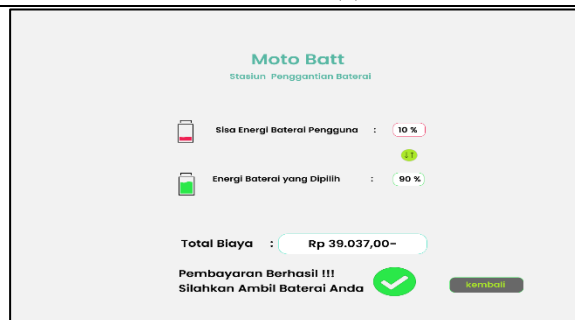 Moto Batt
Stasiun Penggantian Baterai
Sisa Energi Baterai Pengguna : 10 %
Energi Baterai yang Dipilih : 90 %
Total Biaya : Rp 39.037,00-
Pembayaran Berhasil !!!
Silahkan Ambil Baterai Anda
kembali